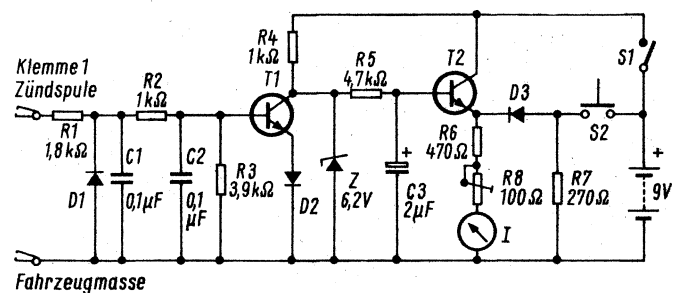 Klemme 1
Zündspule
R1
1,8kΩ
D1
C1
0,1µF
R2
1kΩ
C2
0,1
µF
R3
3,9kΩ
R4
1kΩ
T1
D2
Z
6,2V
R5
4,7kΩ
C3
2µF
+
T2
R6
470Ω
R8
100Ω
I
D3
R7
270Ω
S2
S1
+
9V
Fahrzeugmasse